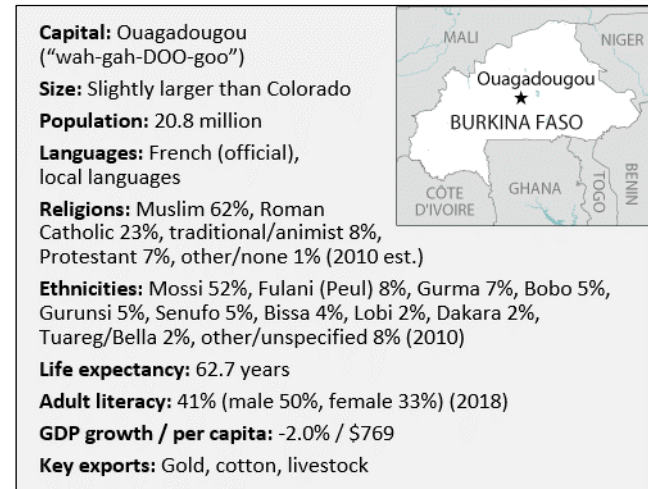 Capital: Ouagadougou
(“wah-gah-DOO-goo”)
Size: Slightly larger than Colorado
Population: 20.8 million
Languages: French (official),
local languages
Religions: Muslim 62%, Roman
Catholic 23%, traditional/animist 8%,
Protestant 7%, other/none 1% (2010 est.)
Ethnicities: Mossi 52%, Fulani (Peul) 8%, Gurma 7%, Bobo 5%,
Gurunsi 5%, Senufo 5%, Bissa 4%, Lobi 2%, Dakara 2%,
Tuareg/Bella 2%, other/unspecified 8% (2010)
Life expectancy: 62.7 years
Adult literacy: 41% (male 50%, female 33%) (2018)
GDP growth / per capita: -2.0% / $769
Key exports: Gold, cotton, livestock
MALI
NIGER
Ouagadougou
BURKINA FASO
CÔTE
D'IVOIRE
GHANA
TOGO
BENIN